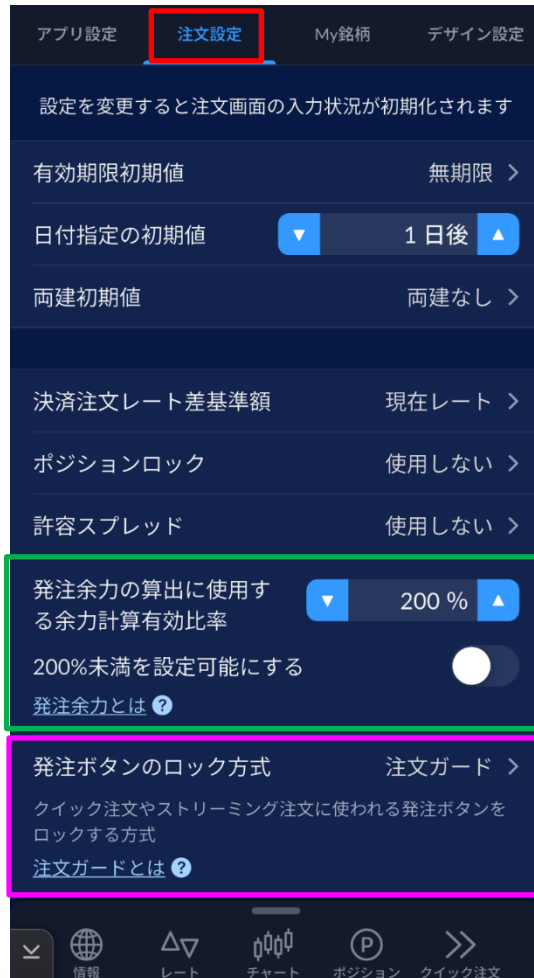 アプリ設定 注文設定 My銘柄 デザイン設定
設定を変更すると注文画面の入力状況が初期化されます
有効期限初期値 無期限
日付指定の初期値 1 日後
両建初期値 両建なし
決済注文レート差基準額 現在レート
ポジションロック 使用しない
許容スプレッド 使用しない
発注余力の算出に使用す
る余力計算有効比率 200 %
200%未満を設定可能にする
発注余力とは ?
発注ボタンのロック方式 注文ガード
クイック注文やストリーミング注文に使われる発注ボタンを
ロックする方式
注文ガードとは ?
情報 レート チャート P ポジション クイック注文